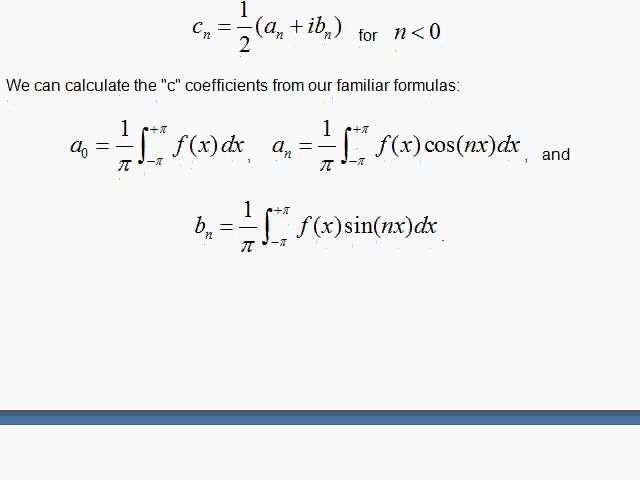 c_n = 1/2 (a_n + ib_n) for n < 0
We can calculate the "c" coefficients from our familiar formulas:
a_0 = 1/π ∫_{-π}^{+π} f(x) dx, a_n = 1/π ∫_{-π}^{+π} f(x) cos(nx) dx, and
b_n = 1/π ∫_{-π}^{+π} f(x) sin(nx) dx.